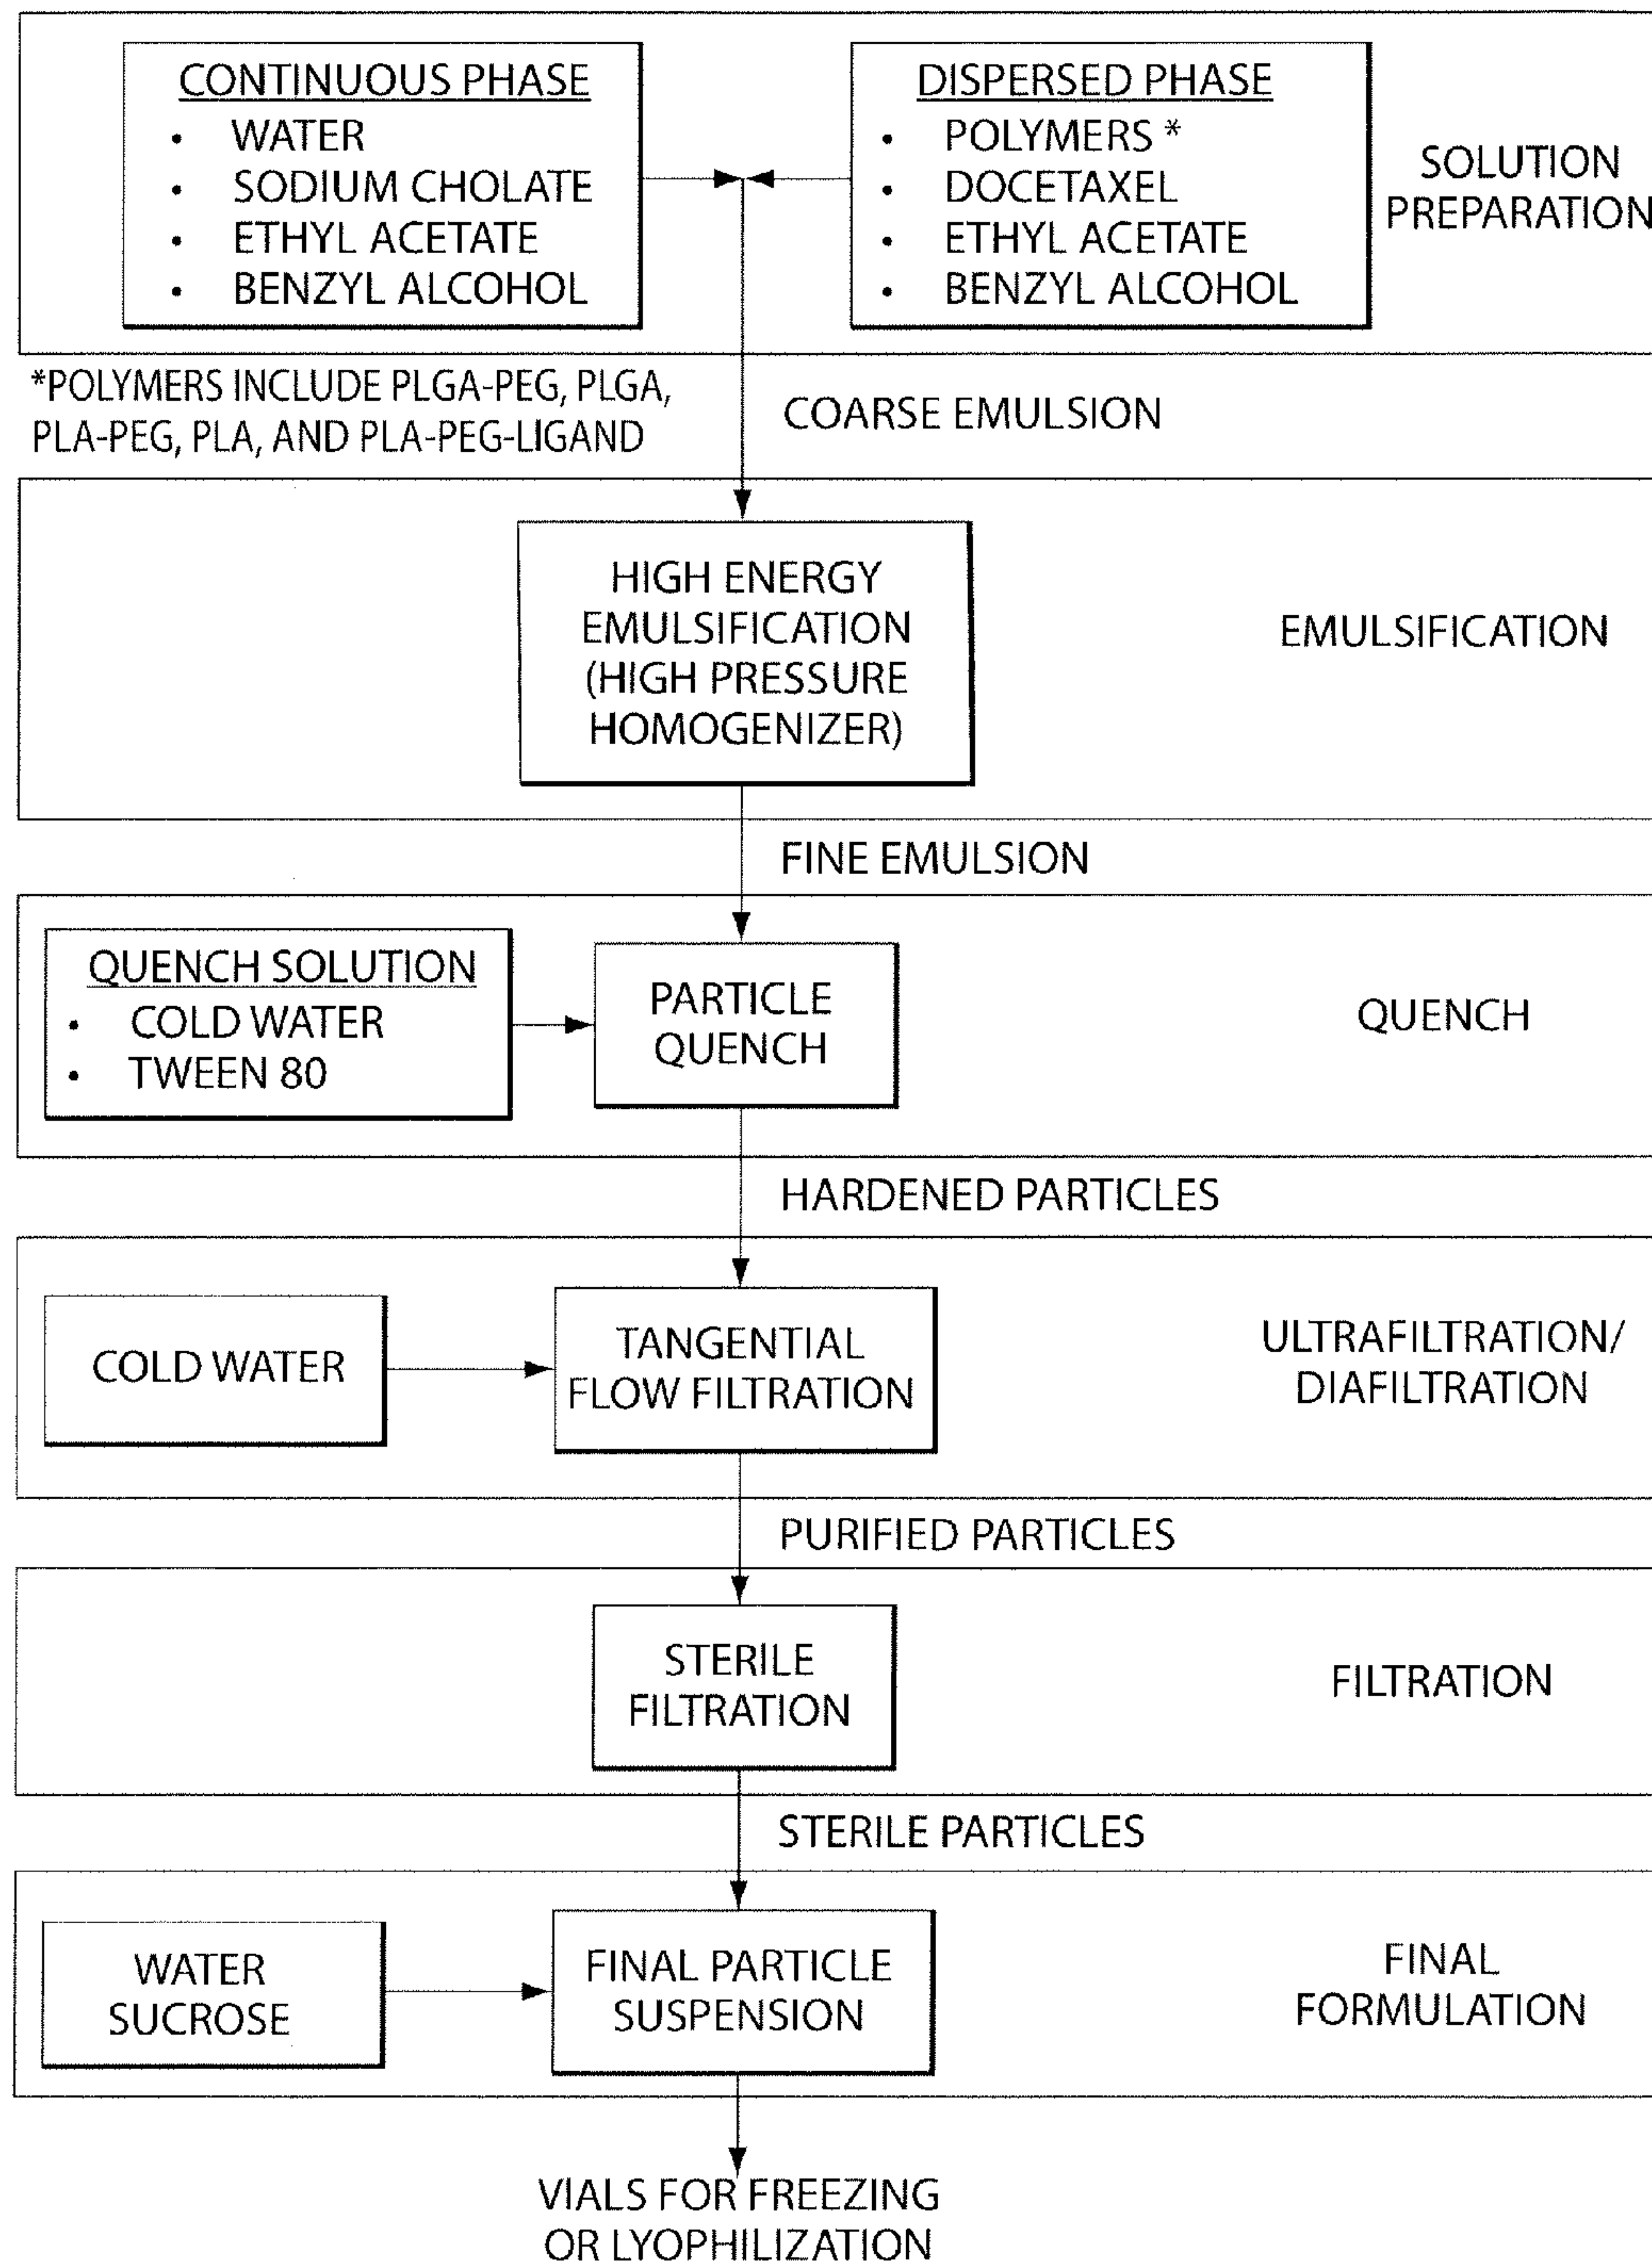 CONTINUOUS PHASE
• WATER
• SODIUM CHOLATE
• ETHYL ACETATE
• BENZYL ALCOHOL
DISPERSED PHASE
• POLYMERS *
• DOCETAXEL
• ETHYL ACETATE
• BENZYL ALCOHOL
SOLUTION
PREPARATION
*POLYMERS INCLUDE PLGA-PEG, PLGA,
PLA-PEG, PLA, AND PLA-PEG-LIGAND
COARSE EMULSION
HIGH ENERGY
EMULSIFICATION
(HIGH PRESSURE
HOMOGENIZER)
EMULSIFICATION
FINE EMULSION
QUENCH SOLUTION
• COLD WATER
• TWEEN 80
PARTICLE
QUENCH
QUENCH
HARDENED PARTICLES
COLD WATER
TANGENTIAL
FLOW FILTRATION
ULTRAFILTRATION/
DIAFILTRATION
PURIFIED PARTICLES
STERILE
FILTRATION
FILTRATION
STERILE PARTICLES
WATER
SUCROSE
FINAL PARTICLE
SUSPENSION
FINAL
FORMULATION
VIALS FOR FREEZING
OR LYOPHILIZATION